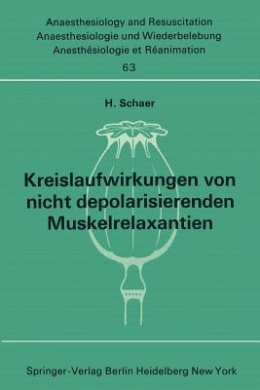 Anaesthesiology and Resuscitation
Anaesthesiologie und Wiederbelebung
Anesthésiologie et Réanimation
63
H. Schaer
Kreislaufwirkungen von
nicht depolarisierenden
Muskelrelaxantien
Springer-Verlag Berlin Heidelberg New York